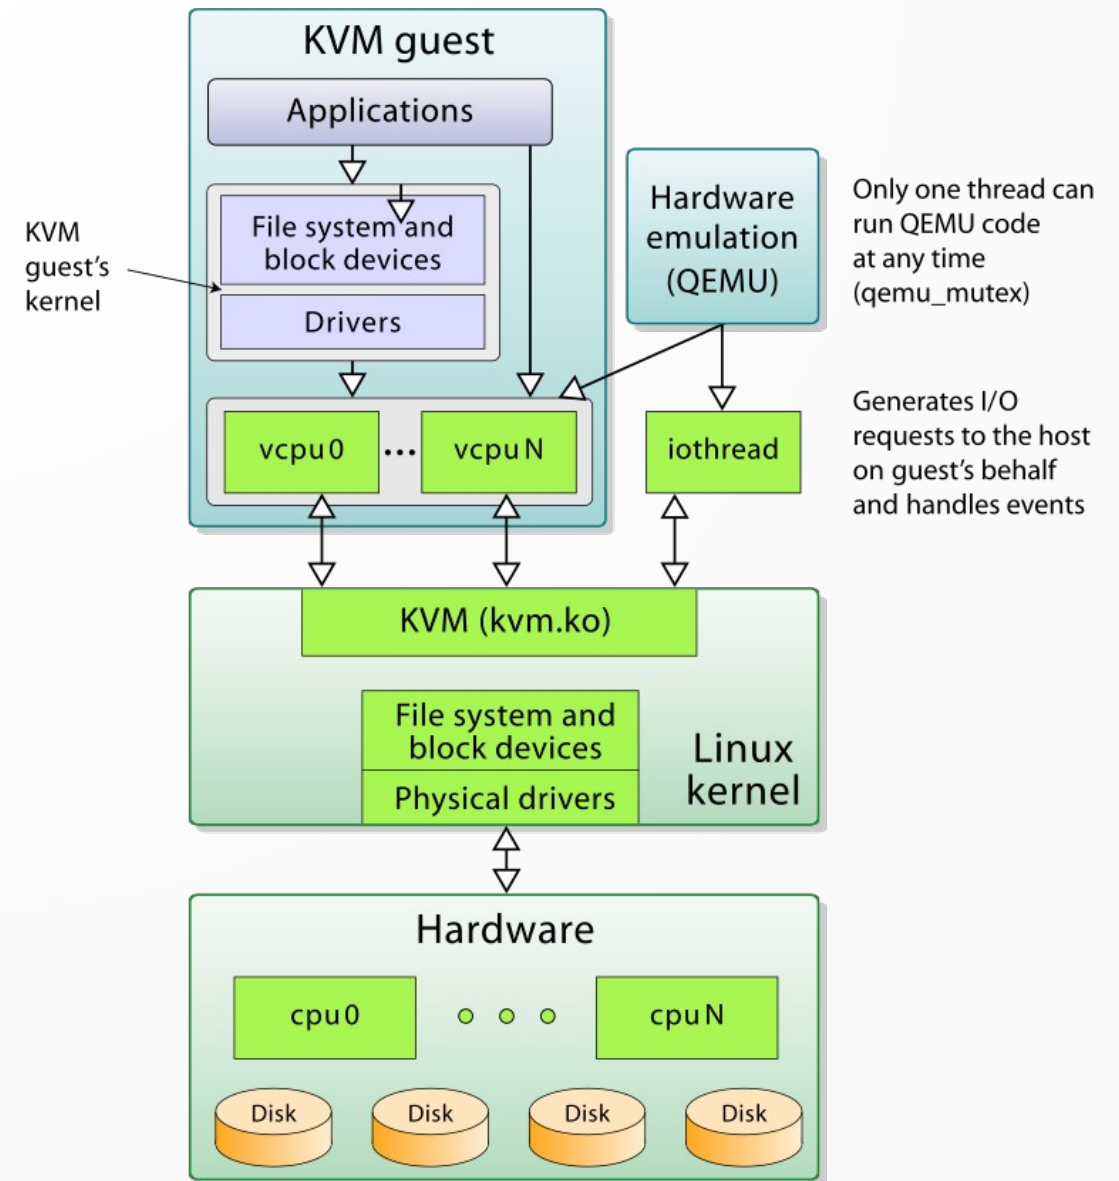 KVM guest
Applications
KVM
guest’s
kernel
File system and
block devices
Drivers
Hardware
emulation
(QEMU)
Only one thread can
run QEMU code
at any time
(qemu_mutex)
vcpu 0
...
vcpu N
iothread
Generates I/O
requests to the host
on guest’s behalf
and handles events
KVM (kvm.ko)
File system and
block devices
Physical drivers
Linux
kernel
Hardware
cpu 0
cpu N
Disk
Disk
Disk
Disk